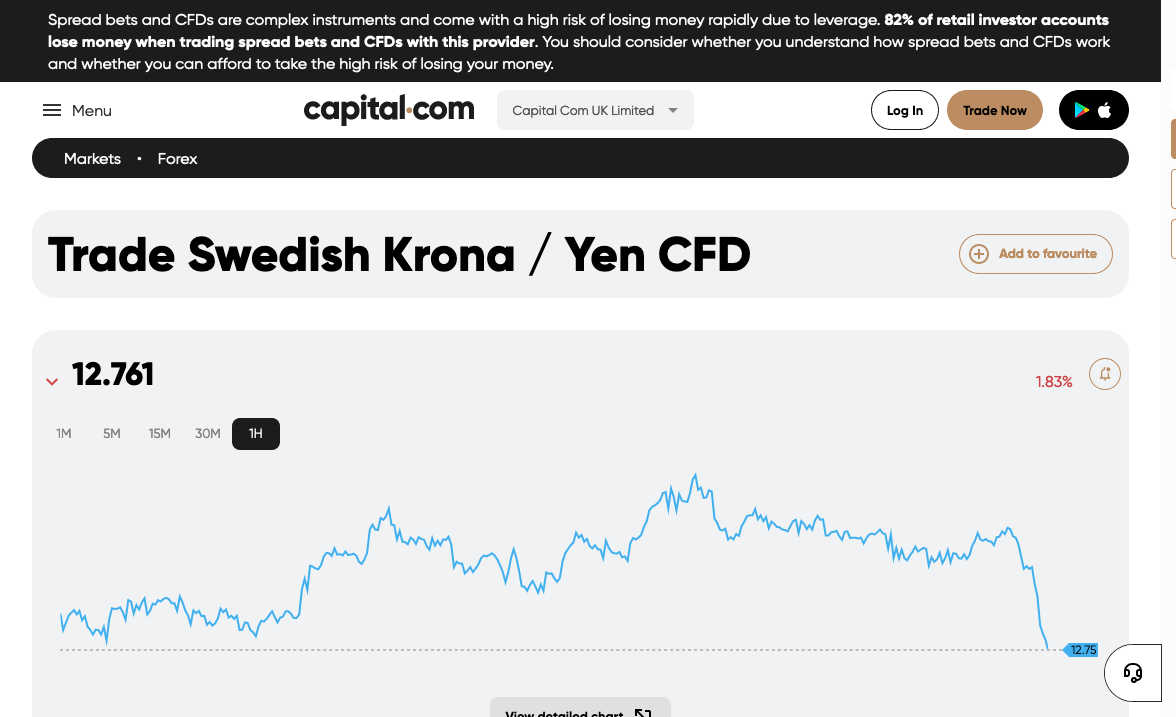 Spread bets and CFDs are complex instruments and come with a high risk of losing money rapidly due to leverage. 82% of retail investor accounts
lose money when trading spread bets and CFDs with this provider. You should consider whether you understand how spread bets and CFDs work
and whether you can afford to take the high risk of losing your money.
Menu
capital.com
Capital Com UK Limited
Log In
Trade Now
Markets • Forex
Trade Swedish Krona / Yen CFD
Add to favourite
12.761
1.83%
1M 5M 15M 30M 1H
12.75
View detailed chart